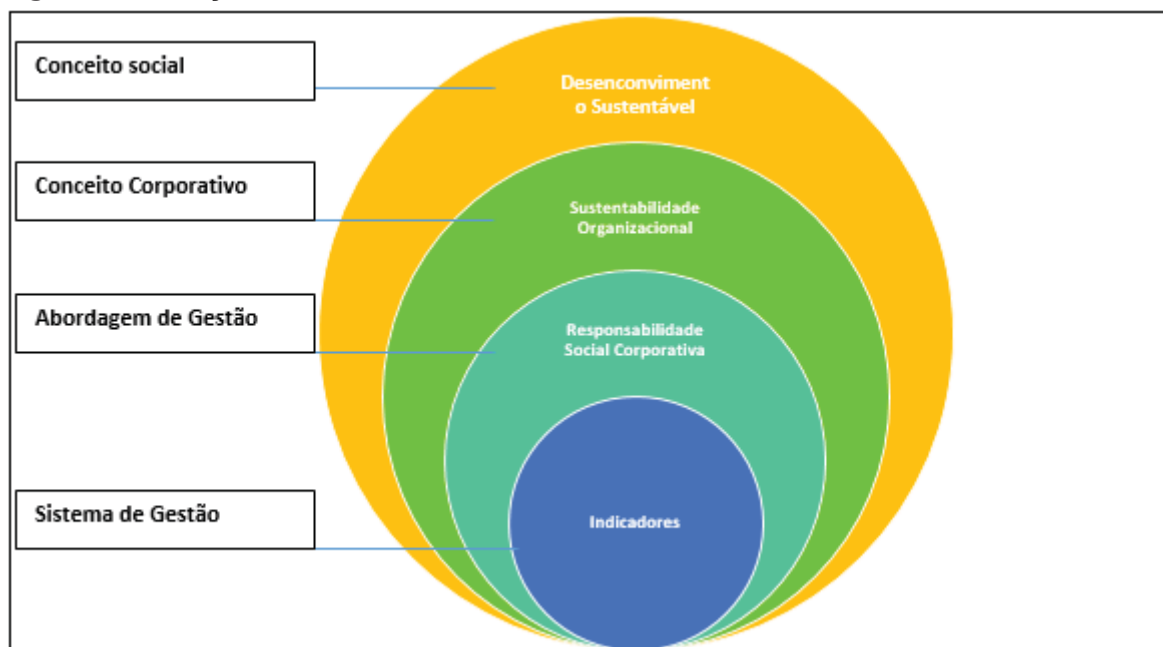 Conceito social
Desenconviment
o Sustentável
Conceito Corporativo
Sustentabilidade
Organizacional
Abordagem de Gestão
Responsabilidade
Social Corporativa
Sistema de Gestão
Indicadores